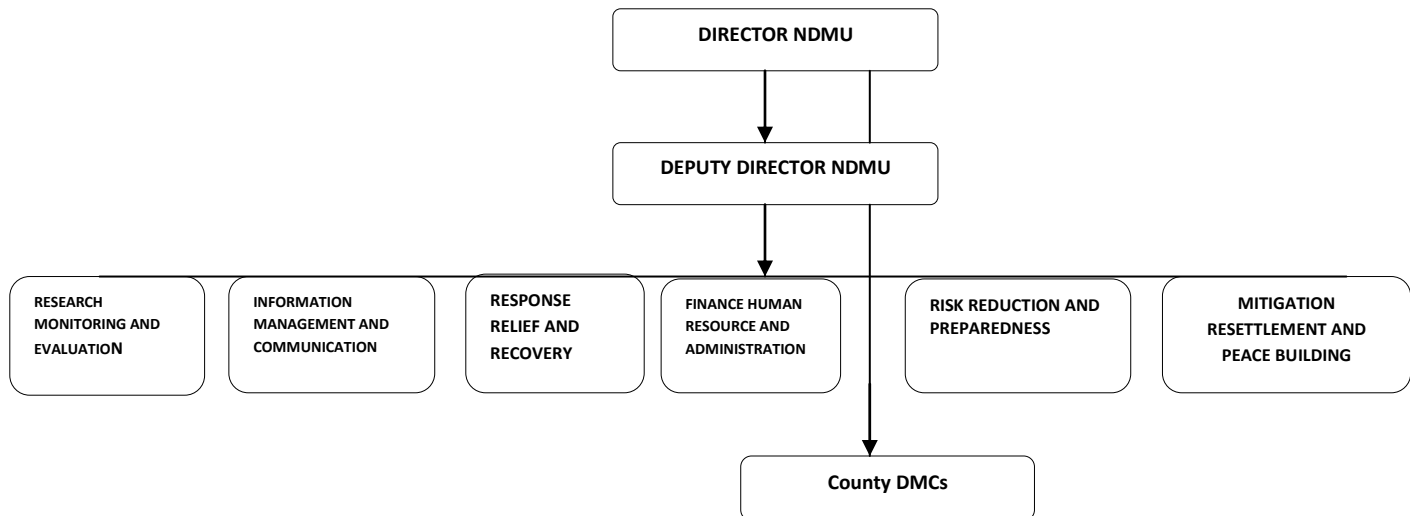 DIRECTOR NDMU
DEPUTY DIRECTOR NDMU
RESEARCH
MONITORING AND
EVALUATION
INFORMATION
MANAGEMENT AND
COMMUNICATION
RESPONSE
RELIEF AND
RECOVERY
FINANCE HUMAN
RESOURCE AND
ADMINISTRATION
RISK REDUCTION AND
PREPAREDNESS
MITIGATION
RESETTLEMENT AND
PEACE BUILDING
County DMCs